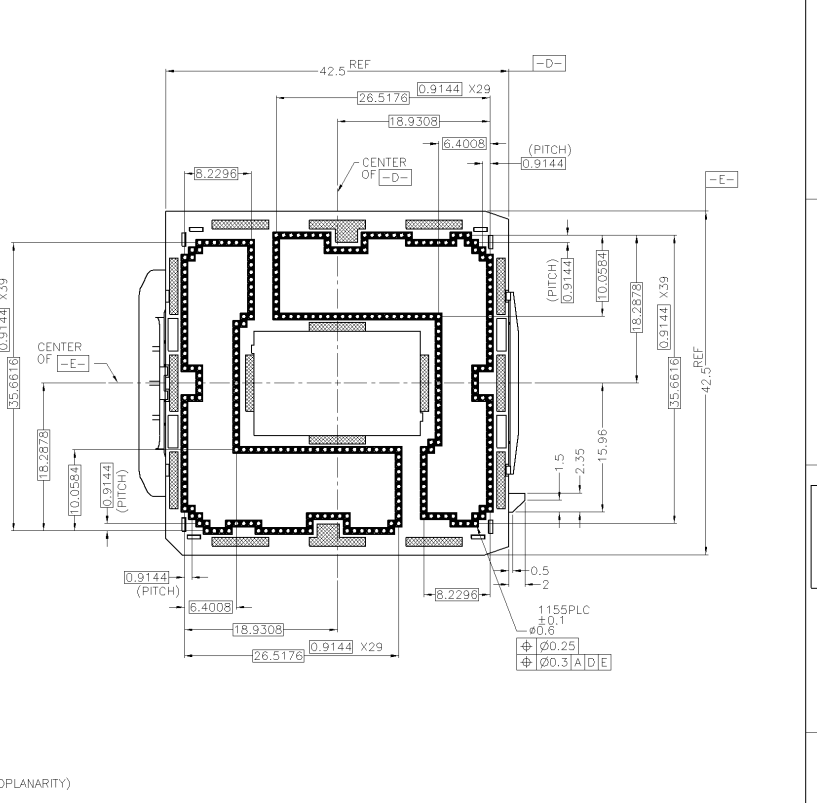 REF
42.5
-D-
0.9144 X29
26.5176
18.9308
6.4008
(PITCH)
0.9144
8.2296
CENTER
OF -D-
-E-
0.9144 X39
35.6616
(PITCH)
0.9144
10.0584
18.2878
0.9144 X39
35.6616
REF
42.5
CENTER
OF -E-
18.2878
10.0584
0.9144
(PITCH)
15.96
2.35
1.5
0.9144
(PITCH)
6.4008
18.9308
0.9144 X29
26.5176
8.2296
0.5
2
1155PLC
±0.1
ø0.6
⌖ Ø0.25
⌖ Ø0.3 A D E
OPLANARITY)